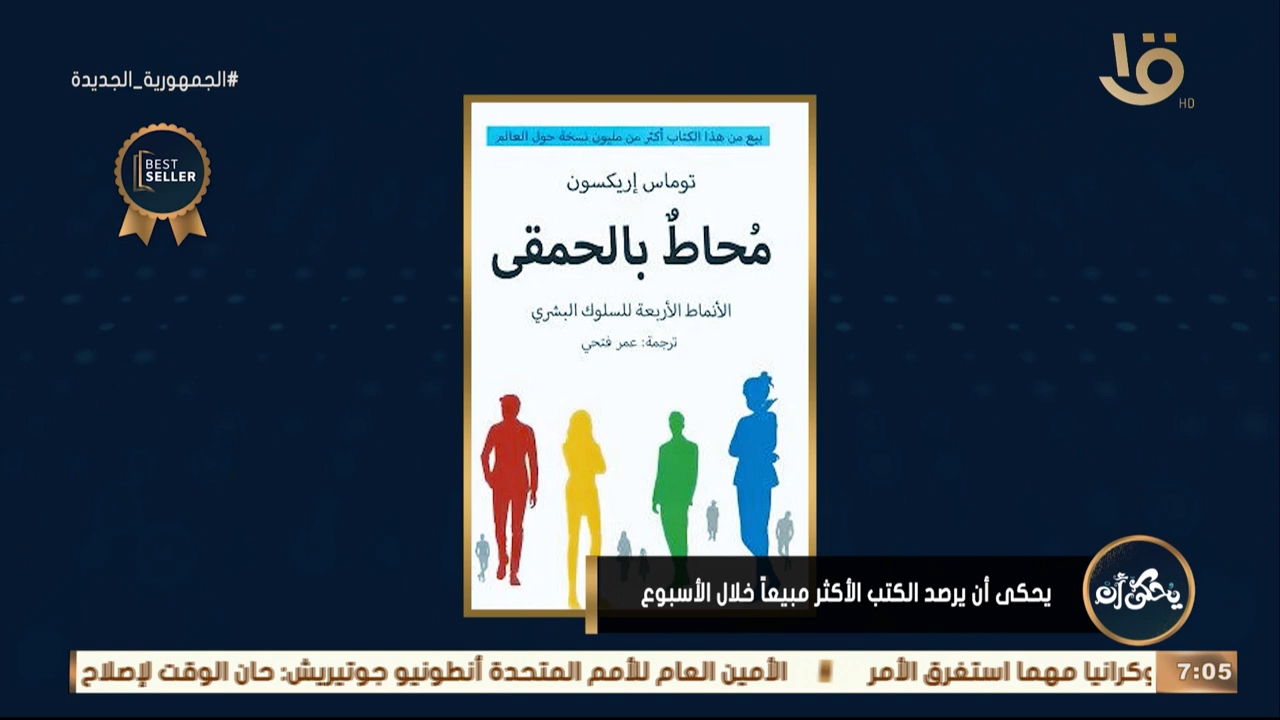 #الجمهورية_الجديدة
HD
BEST
SELLER
بيع من هذا الكتاب أكثر من مليون نسخة حول العالم
توماس إريكسون
مُحاطٌ بالحمقى
الأنماط الأربعة للسلوك البشري
ترجمة: عمر فتحي
يحكى أن يرصد الكتب الأكثر مبيعاً خلال الأسبوع
يُحكى أن
7:05
وكرانيا مهما استغرق الأمر
الأمين العام للأمم المتحدة أنطونيو جوتيريش: حان الوقت لإصلاح